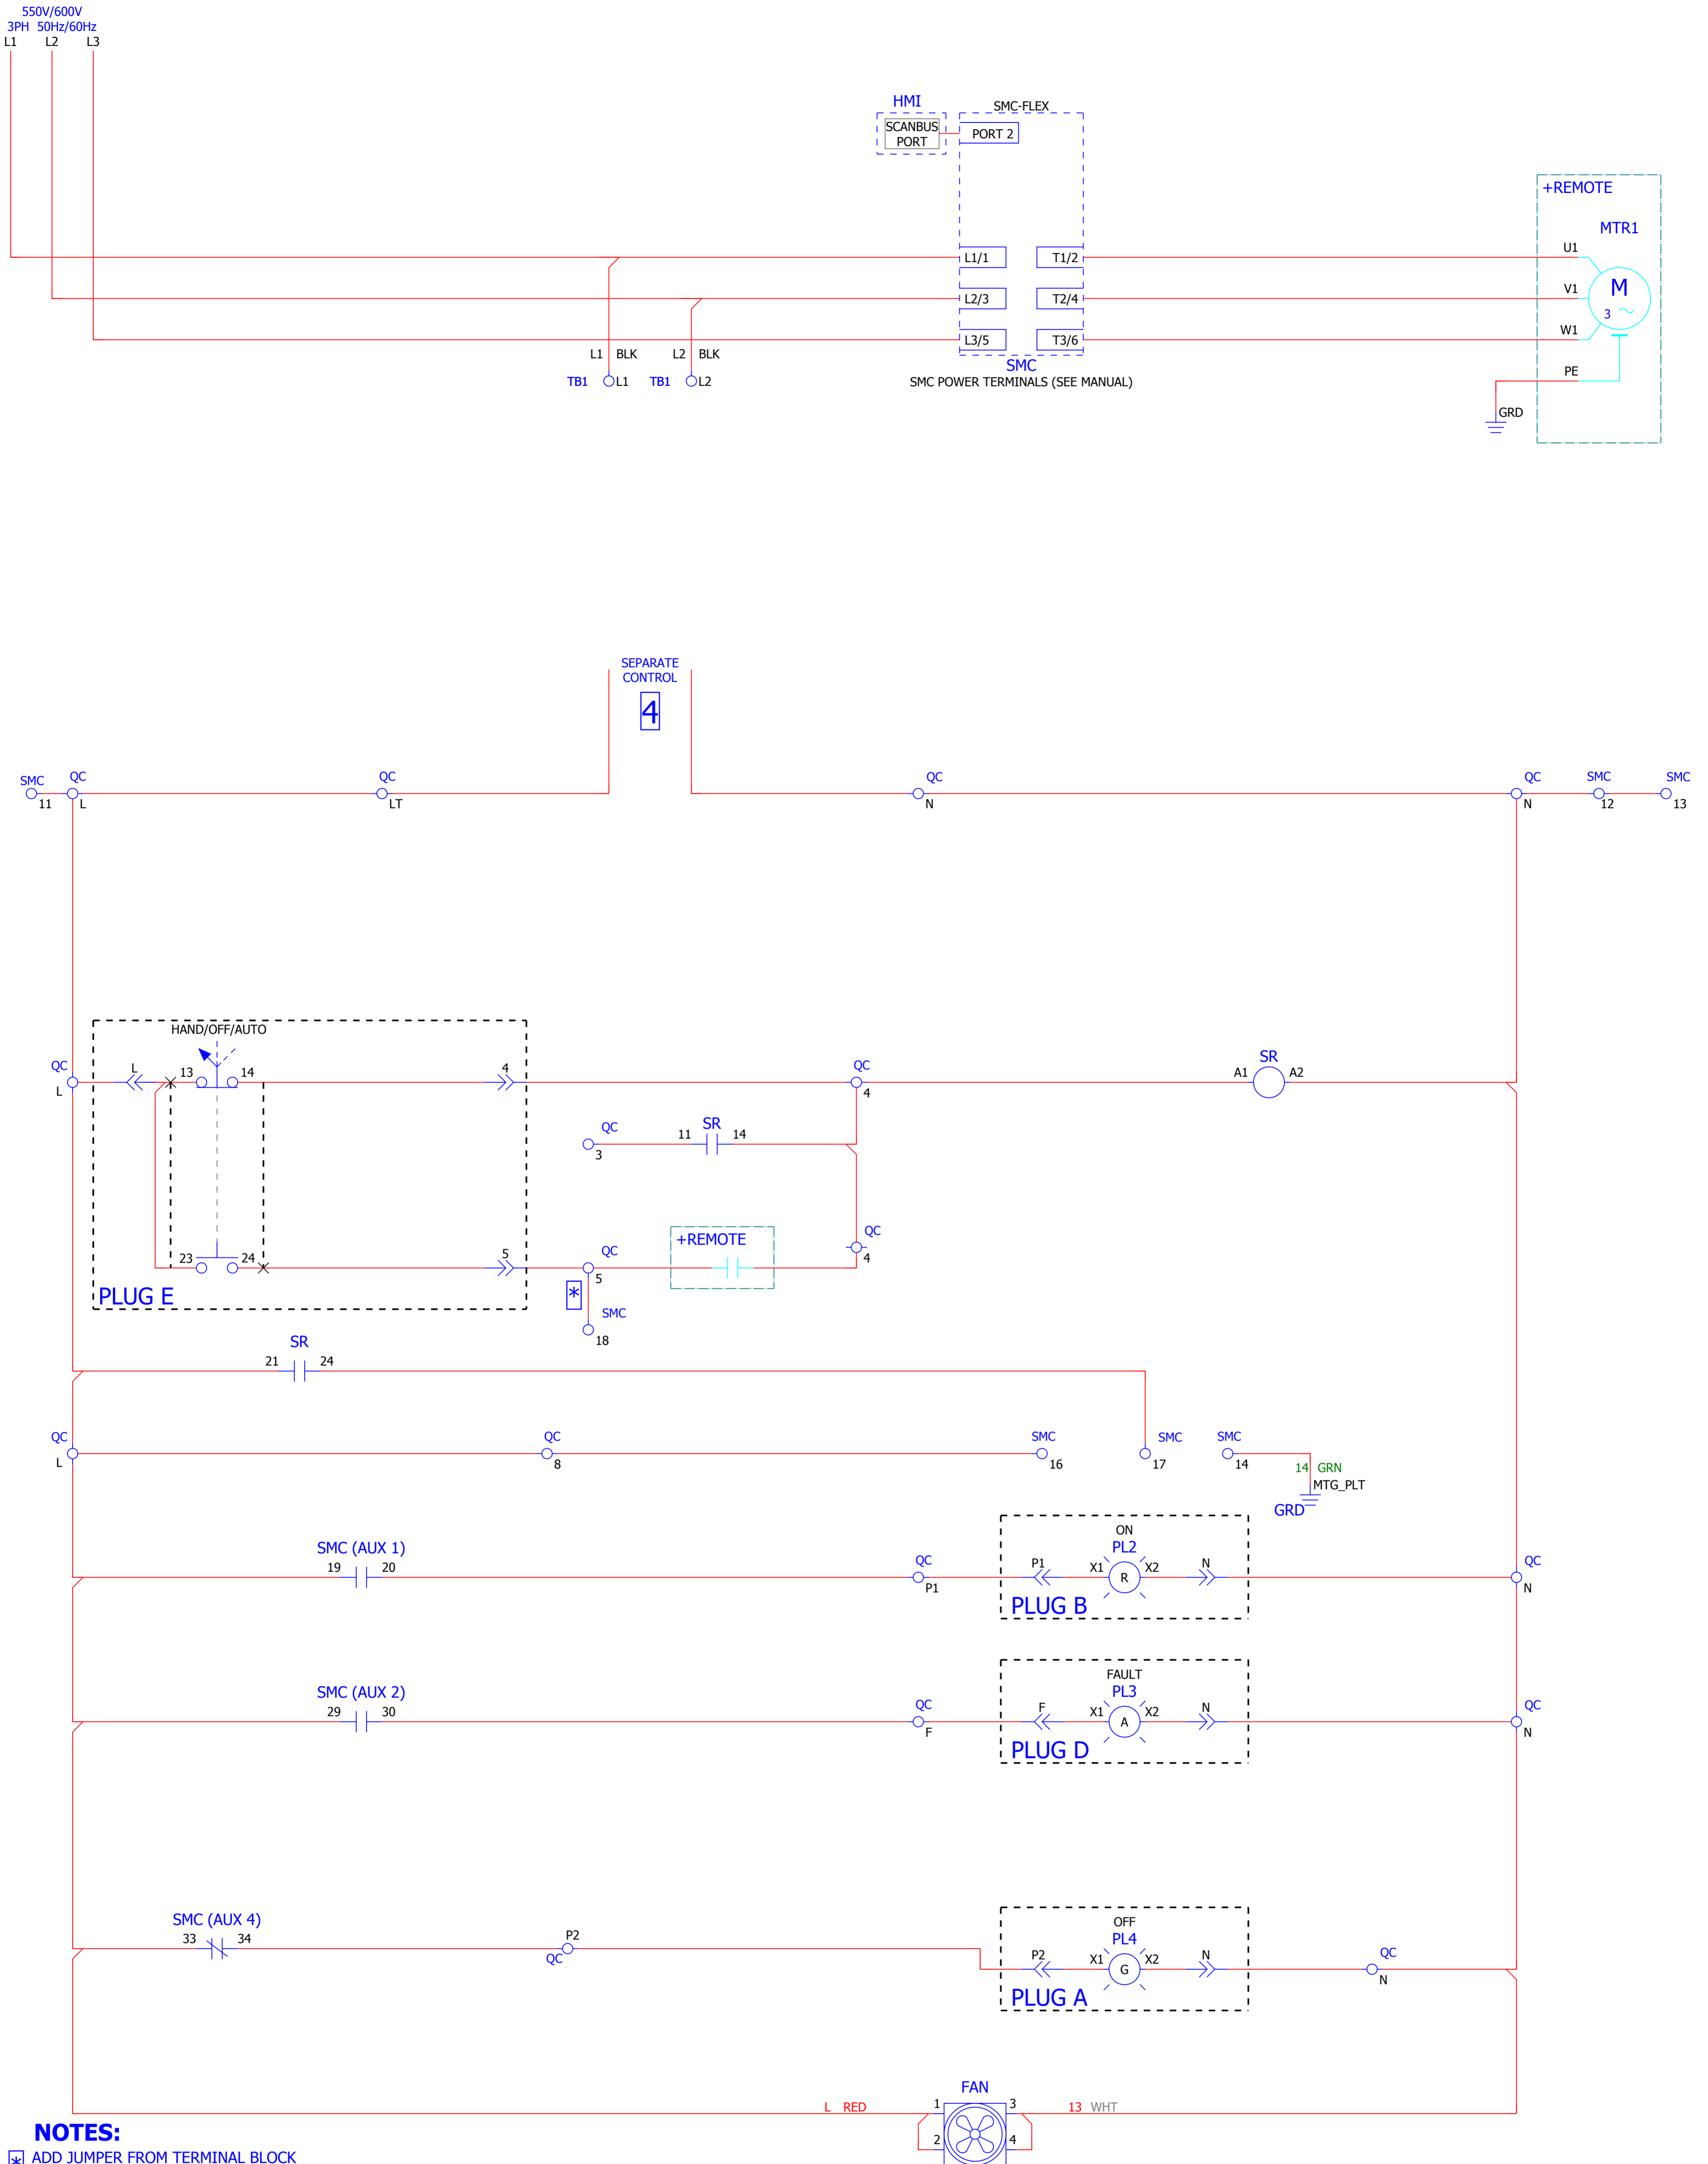 550V/600V
3PH 50Hz/60Hz
L1 L2 L3
HMI
SCANBUS
PORT
SMC-FLEX
PORT 2
+REMOTE
MTR1
L1/1 T1/2 U1
L2/3 T2/4 V1
M
3
L3/5 T3/6 W1
L1 BLK L2 BLK
SMC
TB1 L1 TB1 L2
SMC POWER TERMINALS (SEE MANUAL)
PE
GRD
SEPARATE
CONTROL
4
SMC QC QC QC QC SMC SMC
11 L LT N N 12 13
HAND/OFF/AUTO
QC L 13 14 4 QC SR
L 4 A1 A2
QC SR
3 11 14
QC
4
+REMOTE
23 24 5 QC
5
PLUG E
*
SMC
18
SR
21 24
QC QC SMC SMC SMC
L 8 16 17 14
14 GRN
MTG_PLT
GRD
ON
SMC (AUX 1) PL2
19 20 QC P1 X1 R X2 N QC
P1 N
PLUG B
FAULT
SMC (AUX 2) PL3
29 30 QC F X1 A X2 N QC
F N
PLUG D
OFF
SMC (AUX 4) PL4
33 34 P2 P2 X1 G X2 N QC
QC N
PLUG A
FAN
L RED 1 3 13 WHT
2 4
NOTES:
* ADD JUMPER FROM TERMINAL BLOCK